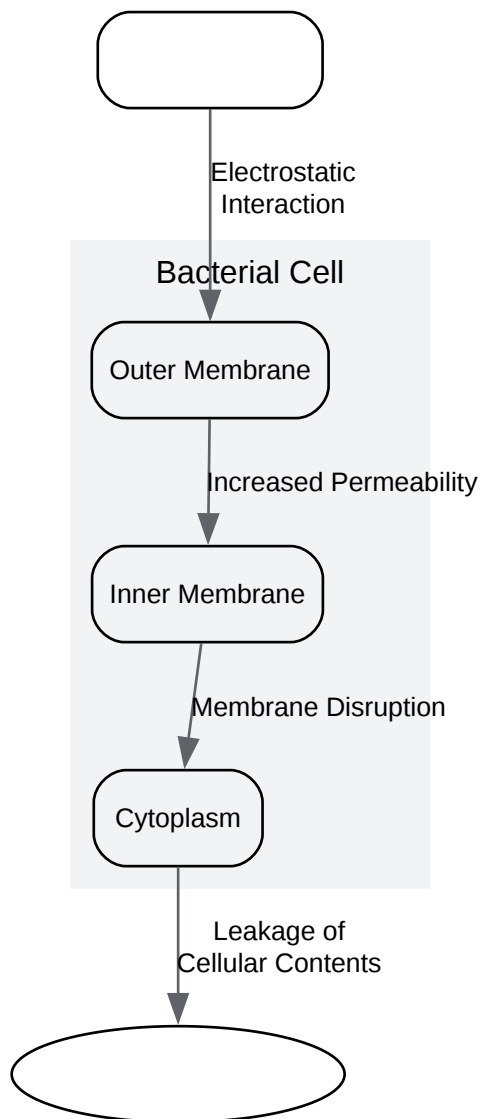 Electrostatic
Interaction
Bacterial Cell
Outer Membrane
Increased Permeability
Inner Membrane
Membrane Disruption
Cytoplasm
Leakage of
Cellular Contents